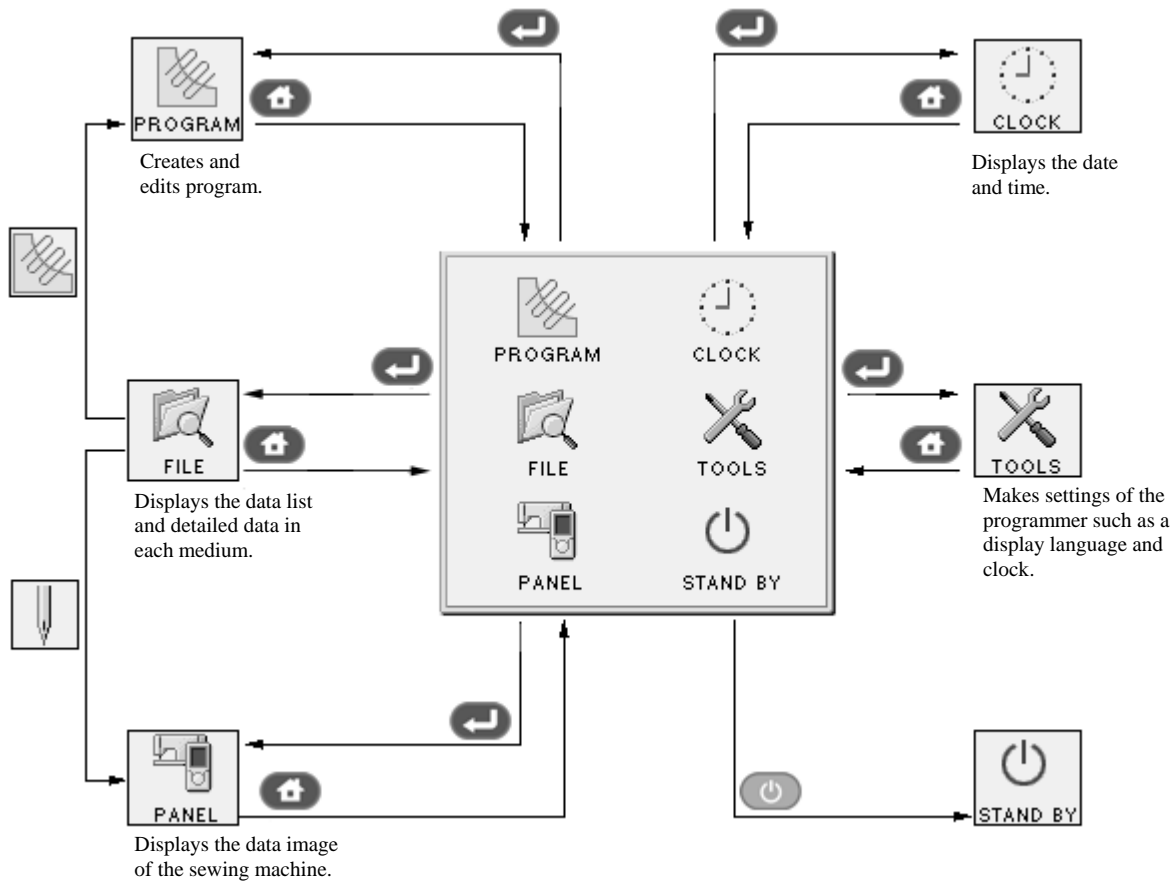 PROGRAM
Creates and
edits program.
CLOCK
Displays the date
and time.
PROGRAM
CLOCK
FILE
TOOLS
PANEL
STAND BY
FILE
Displays the data list
and detailed data in
each medium.
TOOLS
Makes settings of the
programmer such as a
display language and
clock.
PANEL
Displays the data image
of the sewing machine.
STAND BY